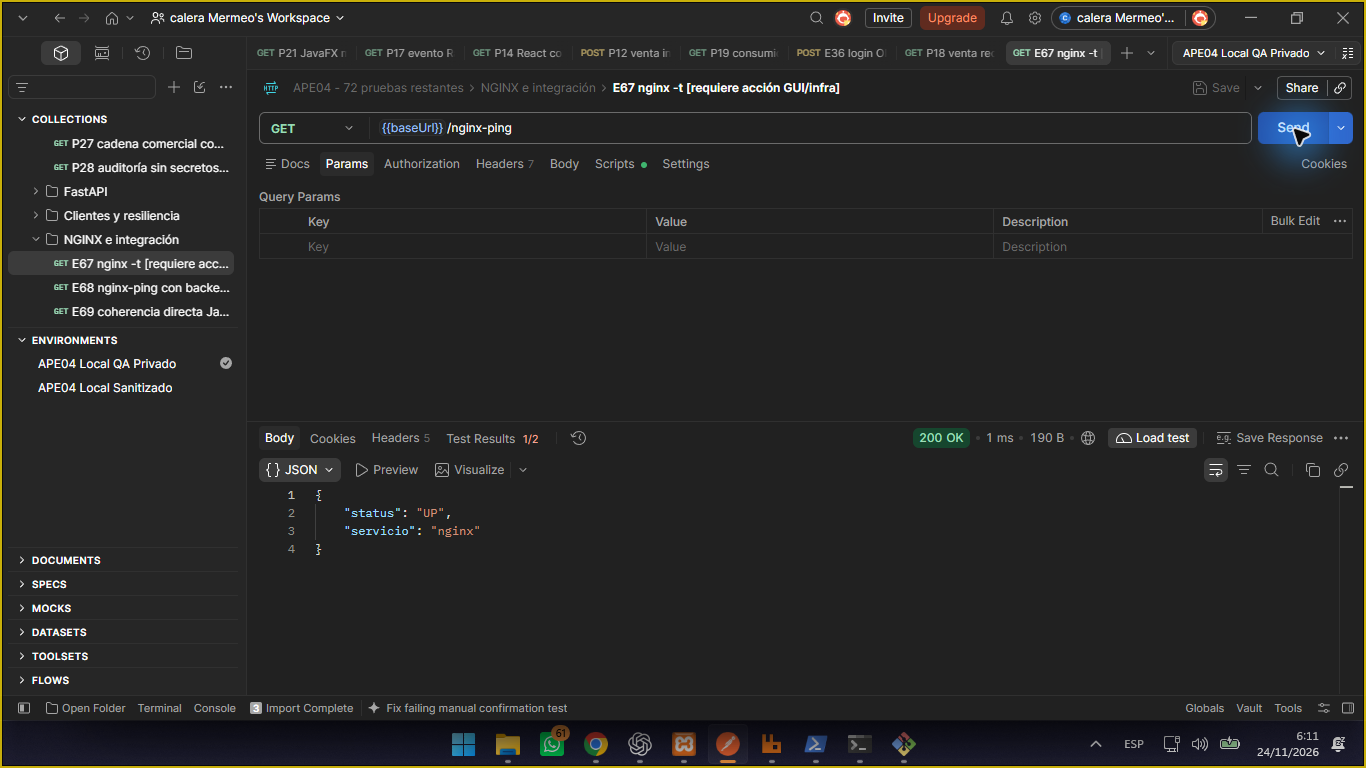 calera Mermeo's Workspace
Invite
Upgrade
calera Mermeo'...
GET P21 JavaFX n
GET P17 evento R
GET P14 React co
POST P12 venta in
GET P19 consumi
POST E36 login O
GET P18 venta re
GET E67 nginx -t
APE04 Local QA Privado
HTTP APE04 - 72 pruebas restantes > NGINX e integración > E67 nginx -t [requiere acción GUI/infra]
Save
Share
COLLECTIONS
GET P27 cadena comercial co...
GET P28 auditoría sin secretos...
FastAPI
Clientes y resiliencia
NGINX e integración
GET E67 nginx -t [requiere acc...
GET E68 nginx-ping con backe...
GET E69 coherencia directa Ja...
ENVIRONMENTS
APE04 Local QA Privado
APE04 Local Sanitizado
DOCUMENTS
SPECS
MOCKS
DATASETS
TOOLSETS
FLOWS
GET
{{baseUrl}} /nginx-ping
Send
Docs Params Authorization Headers 7 Body Scripts Settings
Cookies
Query Params
Key Value Description Bulk Edit
Key Value Description
Body Cookies Headers 5 Test Results 1/2
200 OK • 1 ms • 190 B
Load test
e.g. Save Response
{ } JSON
Preview
Visualize
1 {
2 "status": "UP",
3 "servicio": "nginx"
4 }
Open Folder Terminal Console 3 Import Complete Fix failing manual confirmation test
Globals Vault Tools
61
ESP
6:11
24/11/2026